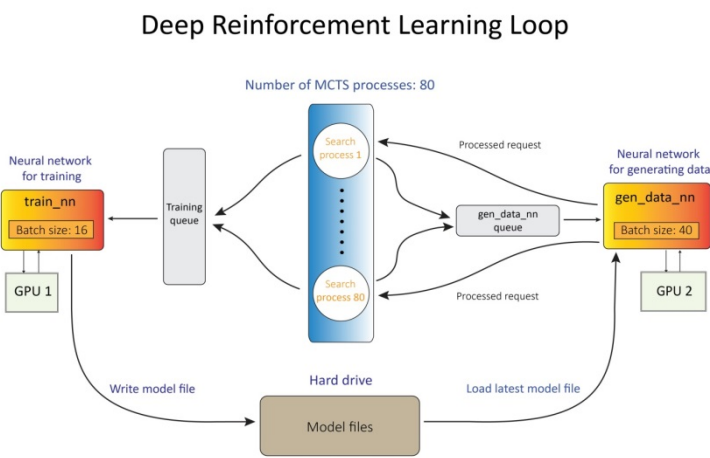 Deep Reinforcement Learning Loop
Number of MCTS processes: 80
Neural network
for training
train_nn
Batch size: 16
GPU 1
Training
queue
Search
process 1
Search
process 80
Processed request
gen_data_nn
queue
Processed request
Neural network
for generating data
gen_data_nn
Batch size: 40
GPU 2
Write model file
Hard drive
Model files
Load latest model file